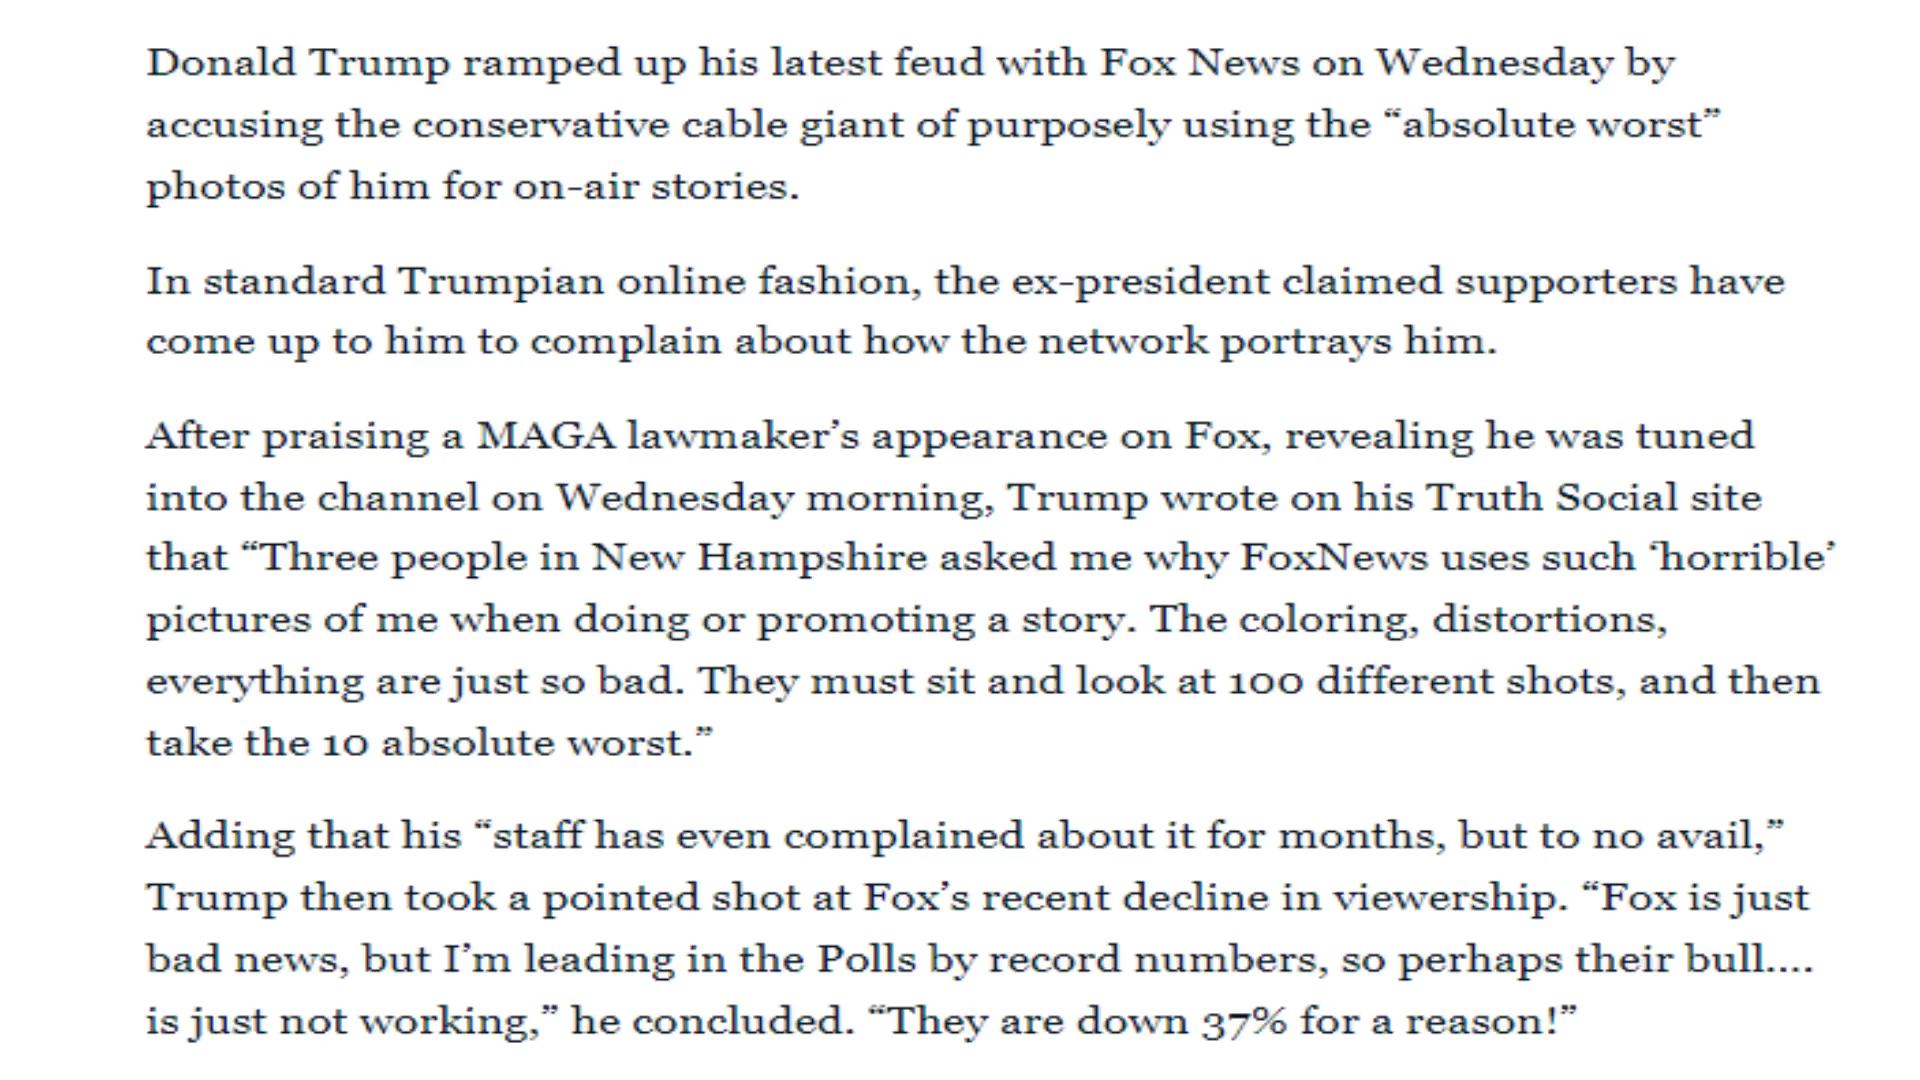 Donald Trump ramped up his latest feud with Fox News on Wednesday by
accusing the conservative cable giant of purposely using the “absolute worst”
photos of him for on-air stories.
In standard Trumpian online fashion, the ex-president claimed supporters have
come up to him to complain about how the network portrays him.
After praising a MAGA lawmaker’s appearance on Fox, revealing he was tuned
into the channel on Wednesday morning, Trump wrote on his Truth Social site
that “Three people in New Hampshire asked me why FoxNews uses such ‘horrible’
pictures of me when doing or promoting a story. The coloring, distortions,
everything are just so bad. They must sit and look at 100 different shots, and then
take the 10 absolute worst.”
Adding that his “staff has even complained about it for months, but to no avail,”
Trump then took a pointed shot at Fox’s recent decline in viewership. “Fox is just
bad news, but I’m leading in the Polls by record numbers, so perhaps their bull....
is just not working,” he concluded. “They are down 37% for a reason!”